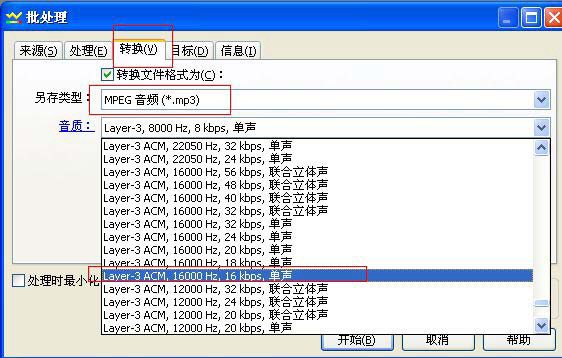 批处理
来源(S) 处理(E) 转换(V) 目标(D) 信息(I)
转换文件格式为(C)：
另存类型： MPEG 音频 (*.mp3)
音质： Layer-3, 8000 Hz, 8 kbps, 单声
Layer-3 ACM, 22050 Hz, 32 kbps, 单声
Layer-3 ACM, 22050 Hz, 24 kbps, 单声
Layer-3 ACM, 16000 Hz, 56 kbps, 联合立体声
Layer-3 ACM, 16000 Hz, 48 kbps, 联合立体声
Layer-3 ACM, 16000 Hz, 40 kbps, 联合立体声
Layer-3 ACM, 16000 Hz, 32 kbps, 联合立体声
Layer-3 ACM, 16000 Hz, 32 kbps, 单声
Layer-3 ACM, 16000 Hz, 24 kbps, 单声
Layer-3 ACM, 16000 Hz, 20 kbps, 单声
Layer-3 ACM, 16000 Hz, 18 kbps, 单声
Layer-3 ACM, 16000 Hz, 16 kbps, 单声
处理时最小化
Layer-3 ACM, 12000 Hz, 32 kbps, 联合立体声
Layer-3 ACM, 12000 Hz, 24 kbps, 联合立体声
Layer-3 ACM, 12000 Hz, 20 kbps, 联合立体声
Layer-3 ACM, 12000 Hz, 20 kbps, 单声
开始(B) 取消 帮助